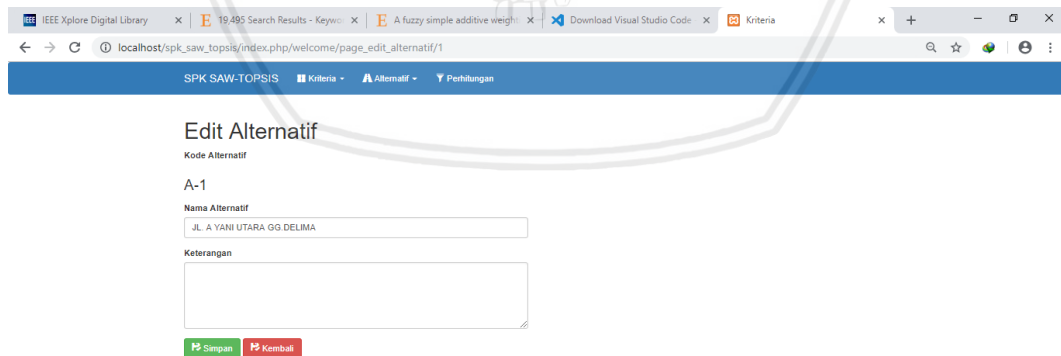 IEEE Xplore Digital Library
19,495 Search Results - Keywor
A fuzzy simple additive weight
Download Visual Studio Code
Kriteria
localhost/spk_saw_topsis/index.php/welcome/page_edit_alternatif/1
SPK SAW-TOPSIS Kriteria Alternatif Perhitungan
Edit Alternatif
Kode Alternatif
A-1
Nama Alternatif
JL. A YANI UTARA GG.DELIMA
Keterangan
Simpan Kembali